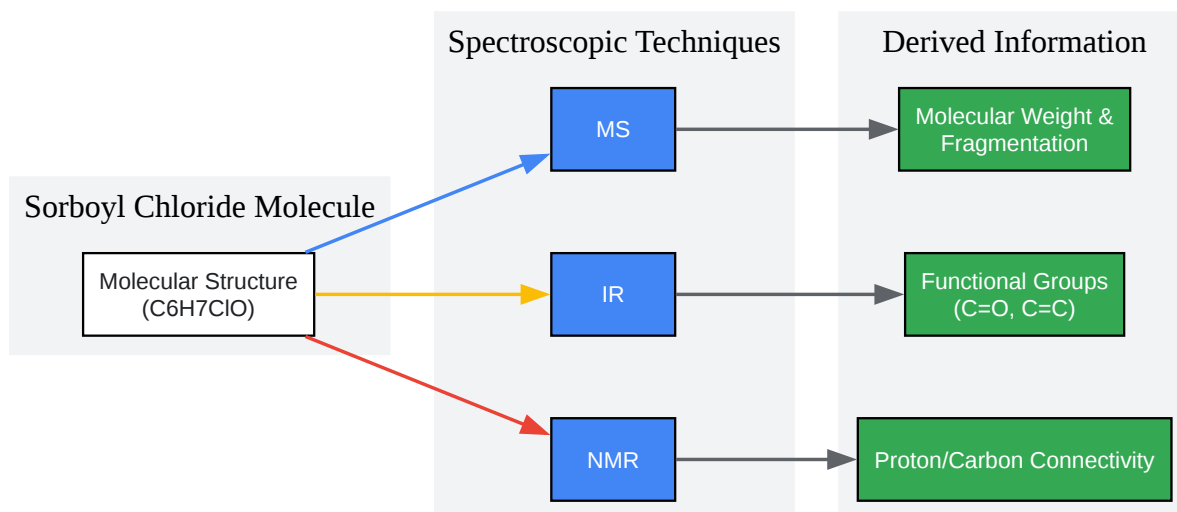 Spectroscopic Techniques
Derived Information
MS
Molecular Weight &
Fragmentation
Sorboyl Chloride Molecule
Molecular Structure
(C6H7ClO)
IR
Functional Groups
(C=O, C=C)
NMR
Proton/Carbon Connectivity